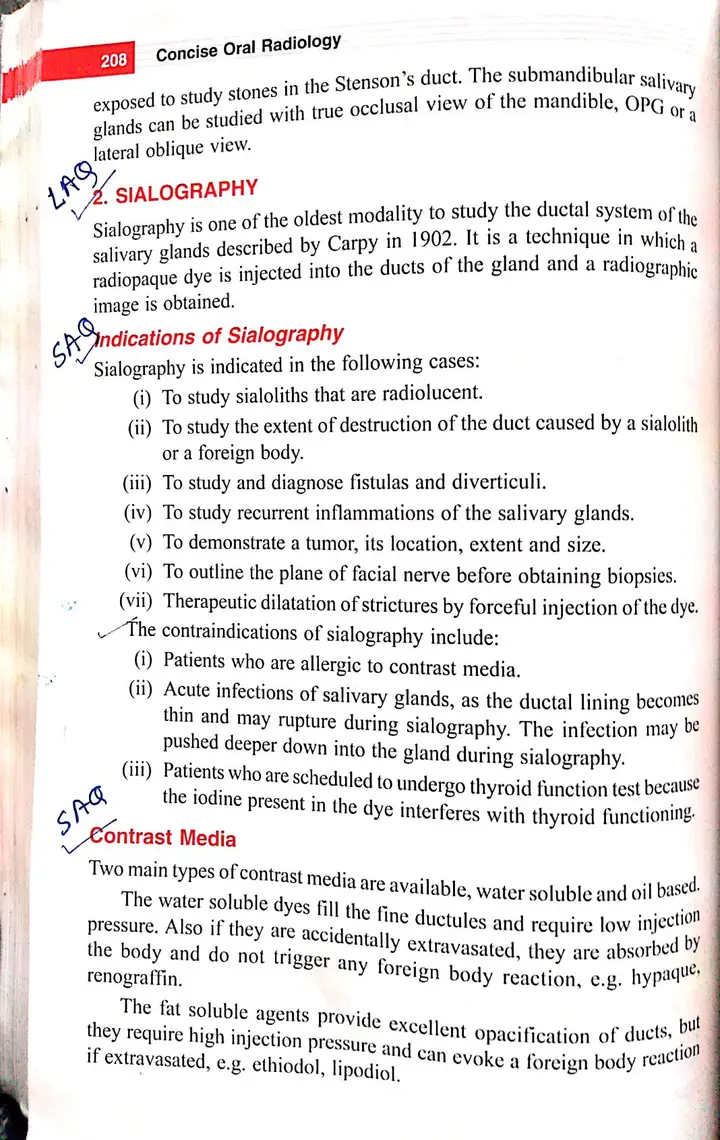 208 Concise Oral Radiology
exposed to study stones in the Stenson's duct. The submandibular salivary
glands can be studied with true occlusal view of the mandible, OPG or a
lateral oblique view.
LAQ
2. SIALOGRAPHY
Sialography is one of the oldest modality to study the ductal system of the
salivary glands described by Carpy in 1902. It is a technique in which a
radiopaque dye is injected into the ducts of the gland and a radiographic
image is obtained.
SAQ
Indications of Sialography
Sialography is indicated in the following cases:
(i) To study sialoliths that are radiolucent.
(ii) To study the extent of destruction of the duct caused by a sialolith
or a foreign body.
(iii) To study and diagnose fistulas and diverticuli.
(iv) To study recurrent inflammations of the salivary glands.
(v) To demonstrate a tumor, its location, extent and size.
(vi) To outline the plane of facial nerve before obtaining biopsies.
(vii) Therapeutic dilatation of strictures by forceful injection of the dye.
The contraindications of sialography include:
(i) Patients who are allergic to contrast media.
(ii) Acute infections of salivary glands, as the ductal lining becomes
thin and may rupture during sialography. The infection may be
pushed deeper down into the gland during sialography.
(iii) Patients who are scheduled to undergo thyroid function test because
the iodine present in the dye interferes with thyroid functioning.
SAQ
Contrast Media
Two main types of contrast media are available, water soluble and oil based.
The water soluble dyes fill the fine ductules and require low injection
pressure. Also if they are accidentally extravasated, they are absorbed by
the body and do not trigger any foreign body reaction, e.g. hypaque,
renograffin.
The fat soluble agents provide excellent opacification of ducts, but
they require high injection pressure and can evoke a foreign body reaction
if extravasated, e.g. ethiodol, lipodiol.